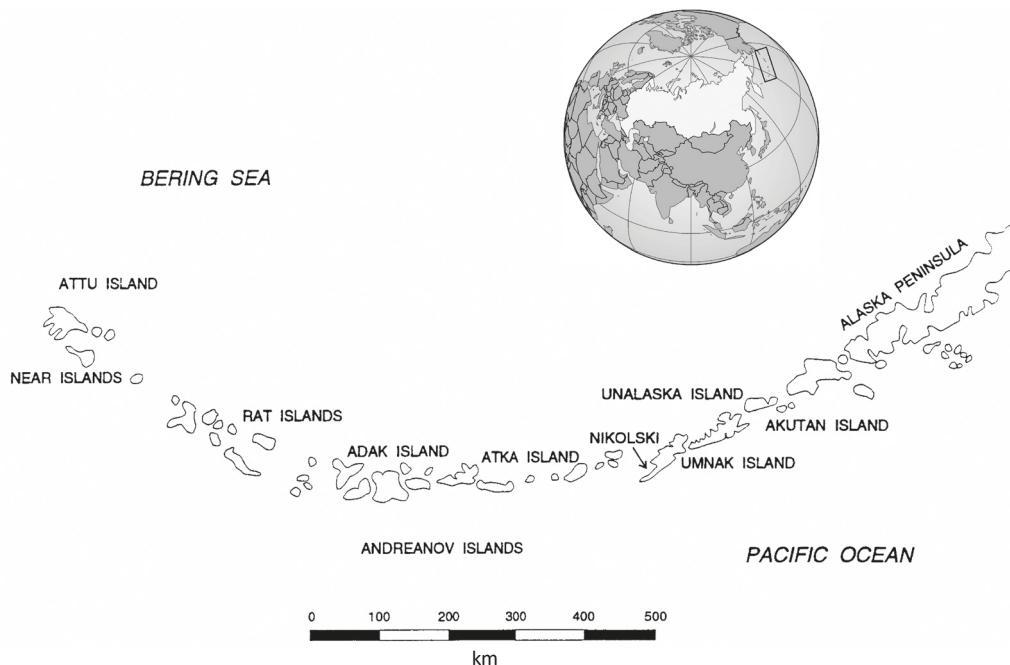 BERING SEA
ATTU ISLAND
ALASKA PENINSULA
NEAR ISLANDS
RAT ISLANDS
UNALASKA ISLAND
AKUTAN ISLAND
NIKOLSKI
ADAK ISLAND
ATKA ISLAND
UMNAK ISLAND
ANDREANOV ISLANDS
PACIFIC OCEAN
0 100 200 300 400 500
km